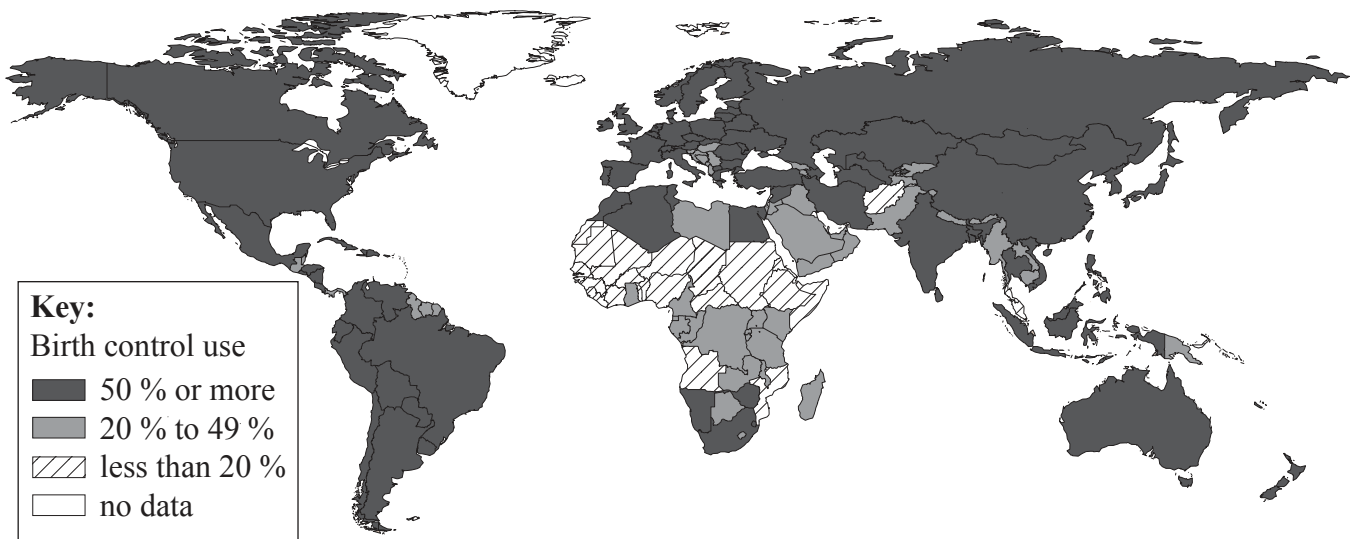 Key:
Birth control use
50 % or more
20 % to 49 %
less than 20 %
no data